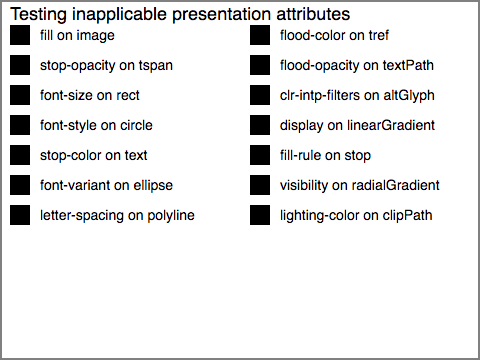 Testing inapplicable presentation attributes
fill on image
stop-opacity on tspan
font-size on rect
font-style on circle
stop-color on text
font-variant on ellipse
letter-spacing on polyline
flood-color on tref
flood-opacity on textPath
clr-intp-filters on altGlyph
display on linearGradient
fill-rule on stop
visibility on radialGradient
lighting-color on clipPath